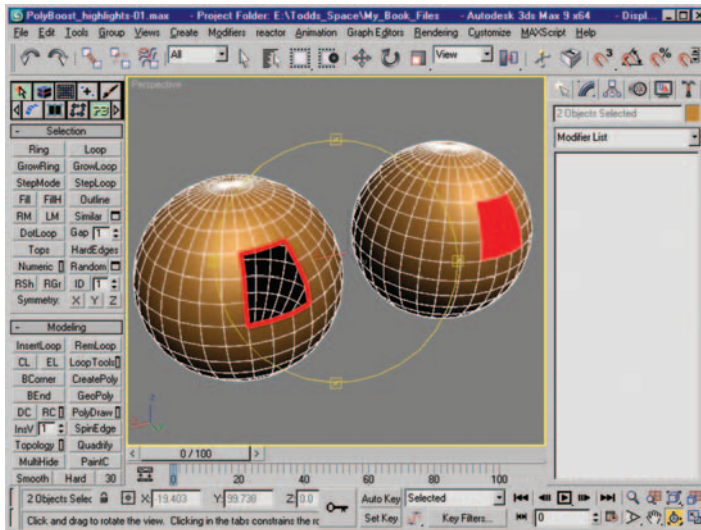 PolyBoost_highlights-01.max - Project Folder: E:\Todds_Space\My_Book_Files - Autodesk 3ds Max 9 x64 - Displ...
File Edit Tools Group Views Create Modifiers reactor Animation Graph Editors Rendering Customize MAXScript Help
All View
Perspective
2 Objects Selected
Modifier List
- Selection
Ring Loop
GrowRing GrowLoop
StepMode StepLoop
Fill FillH Outline
RM LM Similar
DotLoop Gap 1
Tops HardEdges
Numeric Random
RSh RGr ID 1
Symmetry: X Y Z
- Modeling
InsertLoop RemLoop
CL EL LoopTools
BCorner CreatePoly
BEnd GeoPoly
DC RC PolyDraw
InsV 1 SpinEdge
Topology Quadrify
MultiHide PaintC
Smooth Hard 30
z
< 0 / 100 >
0 20 40 60 80 100
2 Objects Selec X: -19.403 Y: 99.738 Z: 0.0 Auto Key Selected
Click and drag to rotate the view. Clicking in the tabs constrains the ro Set Key Key Filters... 0